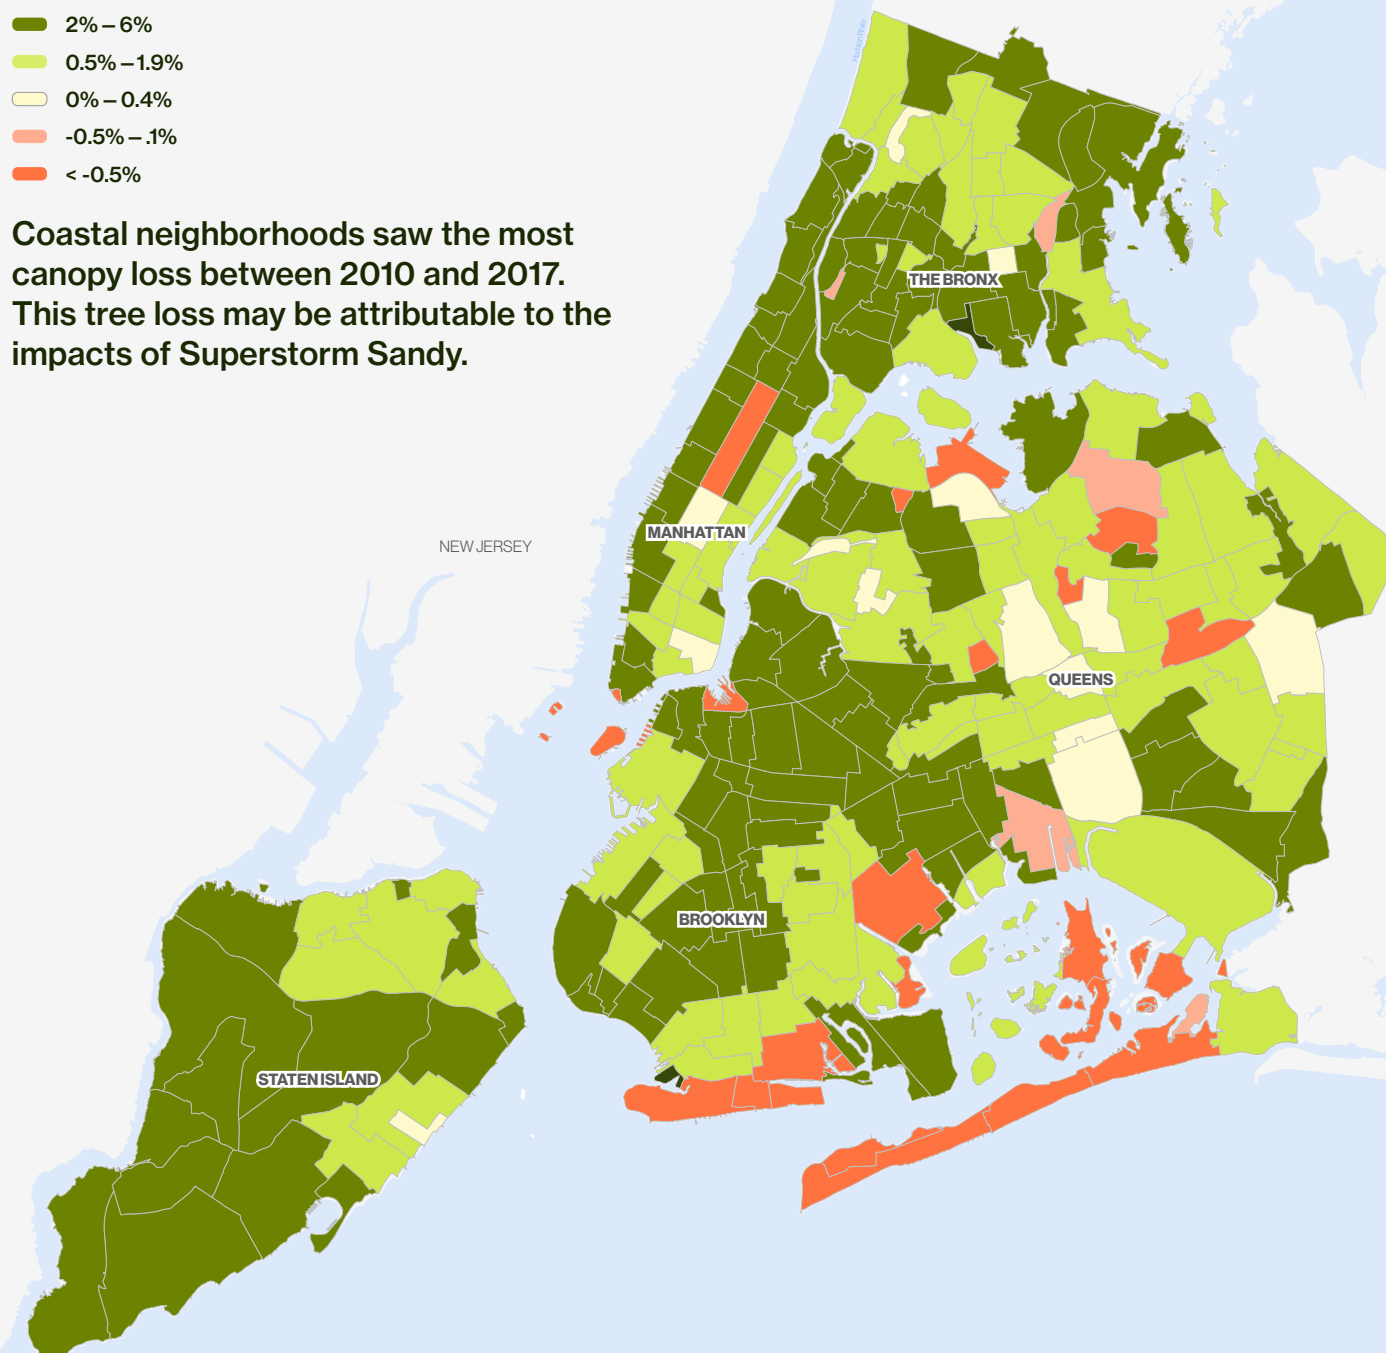 2% – 6%
0.5% – 1.9%
0% – 0.4%
-0.5% – .1%
< -0.5%
Coastal neighborhoods saw the most
canopy loss between 2010 and 2017.
This tree loss may be attributable to the
impacts of Superstorm Sandy.
Hudson River
THE BRONX
MANHATTAN
NEW JERSEY
QUEENS
BROOKLYN
STATEN ISLAND